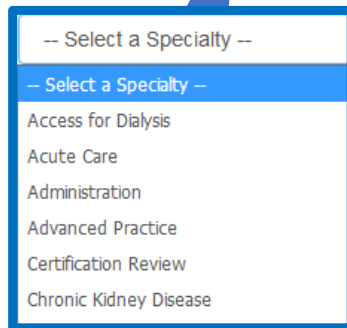 -- Select a Specialty --
-- Select a Specialty --
Access for Dialysis
Acute Care
Administration
Advanced Practice
Certification Review
Chronic Kidney Disease